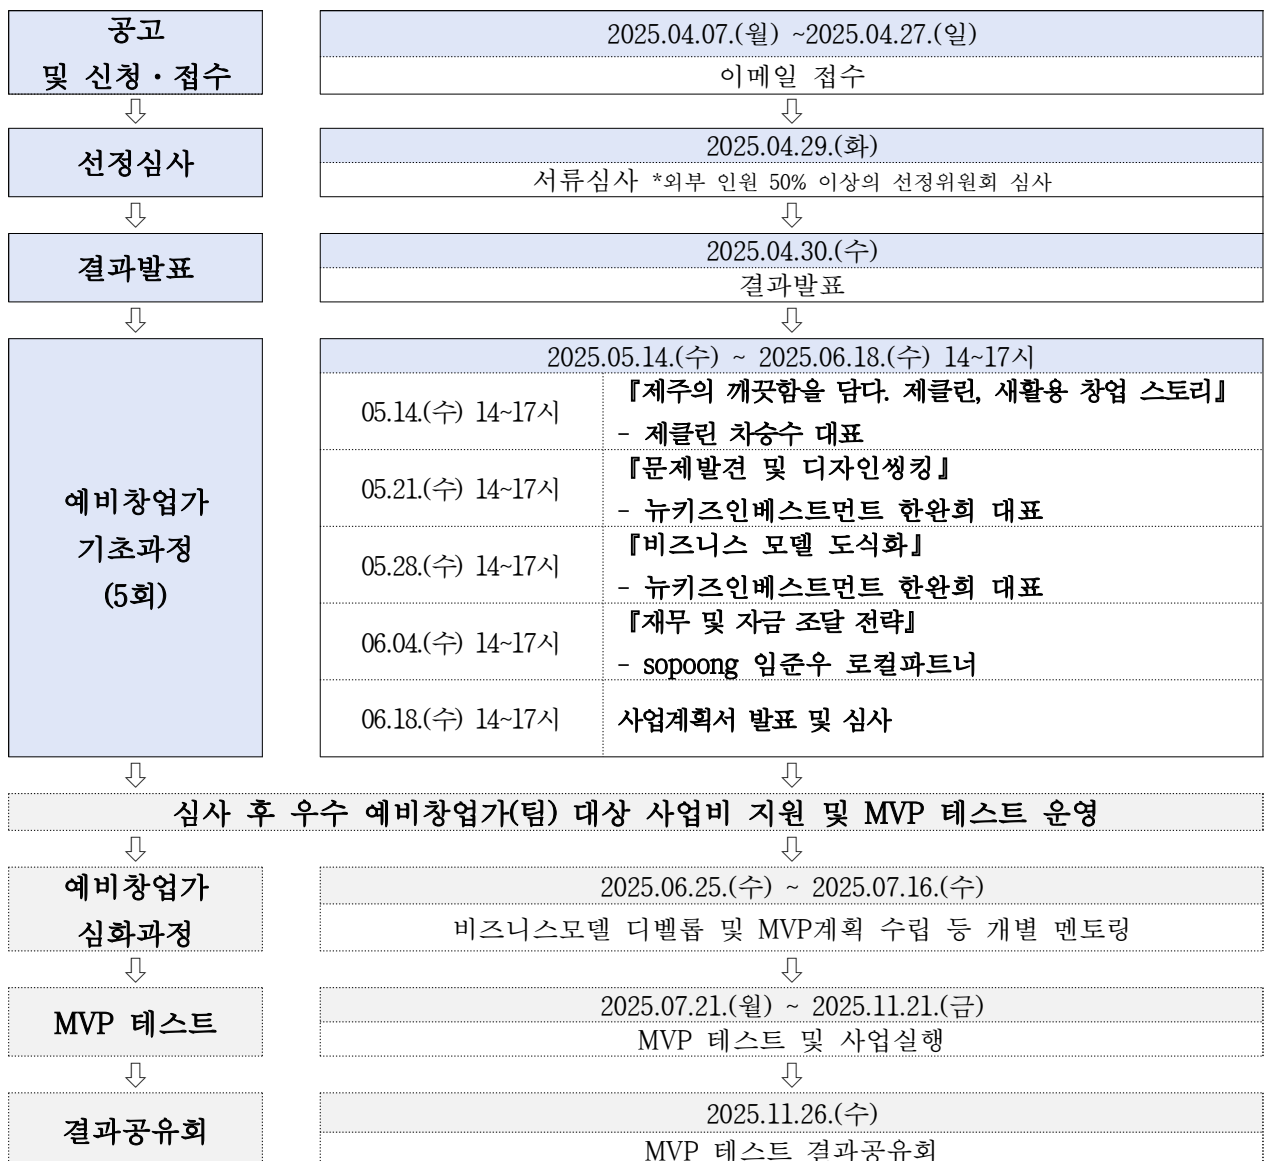 공고
및 신청·접수
2025.04.07.(월) ~2025.04.27.(일)
이메일 접수
선정심사
2025.04.29.(화)
서류심사 *외부 인원 50% 이상의 선정위원회 심사
결과발표
2025.04.30.(수)
결과발표
예비창업가
기초과정
(5회)
2025.05.14.(수) ~ 2025.06.18.(수) 14~17시
05.14.(수) 14~17시
『제주의 깨끗함을 담다. 제클린, 새활용 창업 스토리』
- 제클린 차승수 대표
05.21.(수) 14~17시
『문제발견 및 디자인씽킹』
- 뉴키즈인베스트먼트 한완희 대표
05.28.(수) 14~17시
『비즈니스 모델 도식화』
- 뉴키즈인베스트먼트 한완희 대표
06.04.(수) 14~17시
『재무 및 자금 조달 전략』
- sopoong 임준우 로컬파트너
06.18.(수) 14~17시
사업계획서 발표 및 심사
심사 후 우수 예비창업가(팀) 대상 사업비 지원 및 MVP 테스트 운영
예비창업가
심화과정
2025.06.25.(수) ~ 2025.07.16.(수)
비즈니스모델 디벨롭 및 MVP계획 수립 등 개별 멘토링
MVP 테스트
2025.07.21.(월) ~ 2025.11.21.(금)
MVP 테스트 및 사업실행
결과공유회
2025.11.26.(수)
MVP 테스트 결과공유회